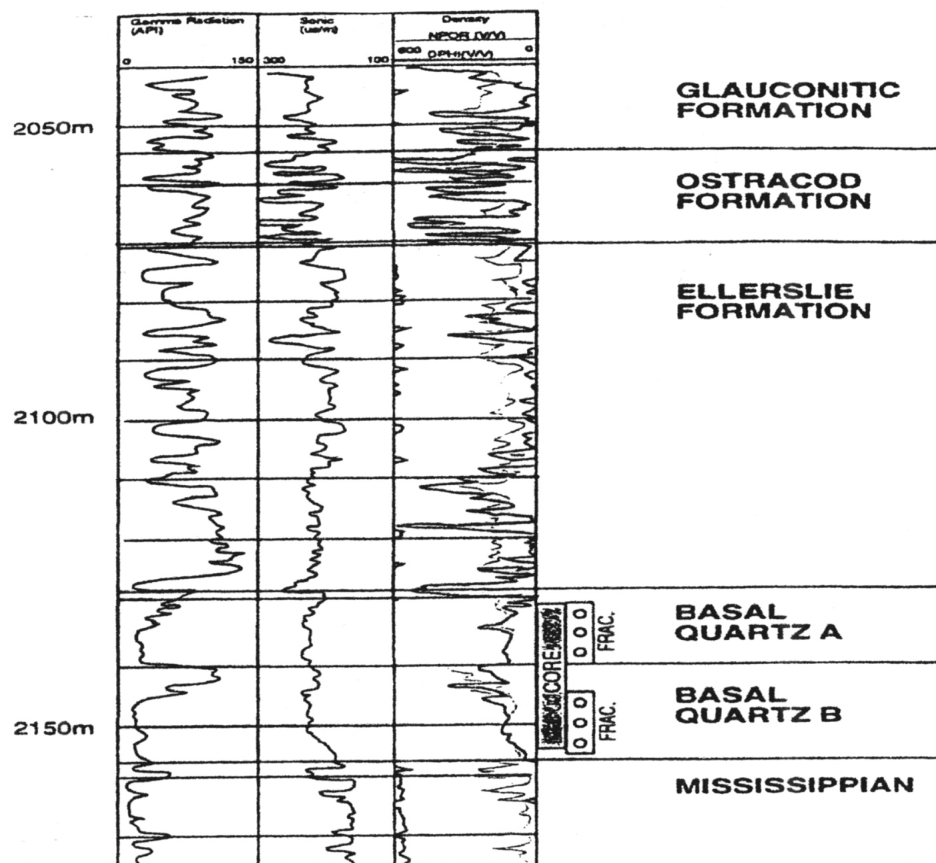 Gamma Radiation
(API)
0 150
Sonic
(us/m)
300 100
Density
NPOR (V/V)
600 0
DPHI(V/V)
GLAUCONITIC
FORMATION
2050m
OSTRACOD
FORMATION
ELLERSLIE
FORMATION
2100m
BASAL
QUARTZ A
CORE
FRAC.
BASAL
QUARTZ B
FRAC.
2150m
MISSISSIPPIAN